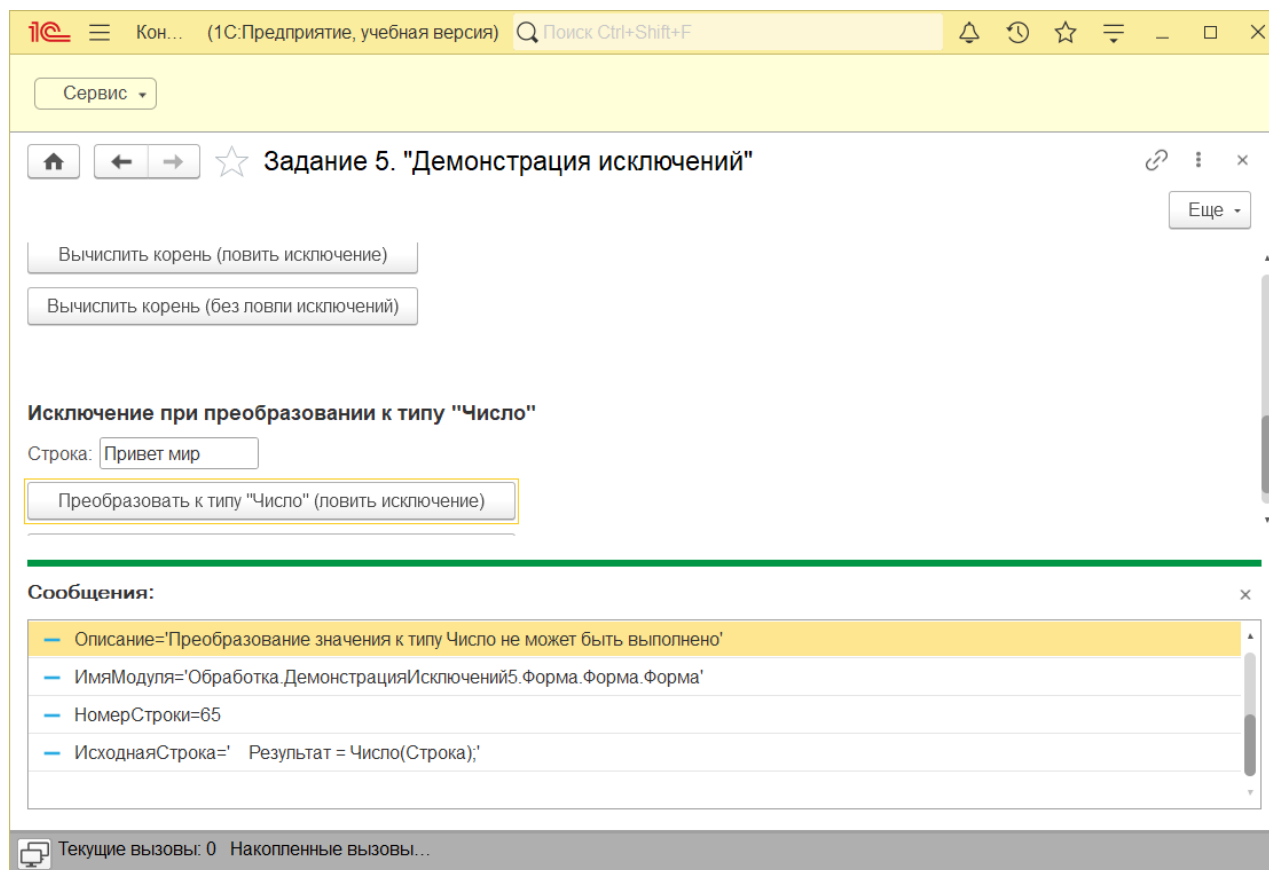 1С Кон... (1С:Предприятие, учебная версия) Поиск Ctrl+Shift+F
Сервис
Задание 5. "Демонстрация исключений"
Еще
Вычислить корень (ловить исключение)
Вычислить корень (без ловли исключений)
Исключение при преобразовании к типу "Число"
Строка: Привет мир
Преобразовать к типу "Число" (ловить исключение)
Сообщения:
Описание='Преобразование значения к типу Число не может быть выполнено'
ИмяМодуля='Обработка.ДемонстрацияИсключений5.Форма.Форма.Форма'
НомерСтроки=65
ИсходнаяСтрока='    Результат = Число(Строка);'
Текущие вызовы: 0 Накопленные вызовы...